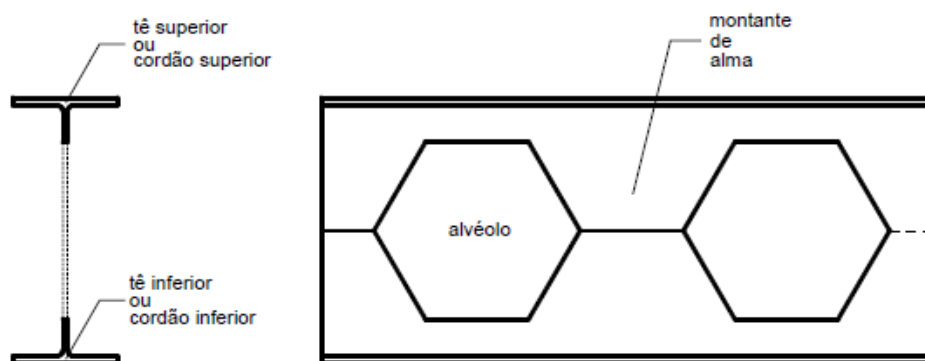 tê superior
ou
cordão superior
montante
de
alma
alvéolo
tê inferior
ou
cordão inferior